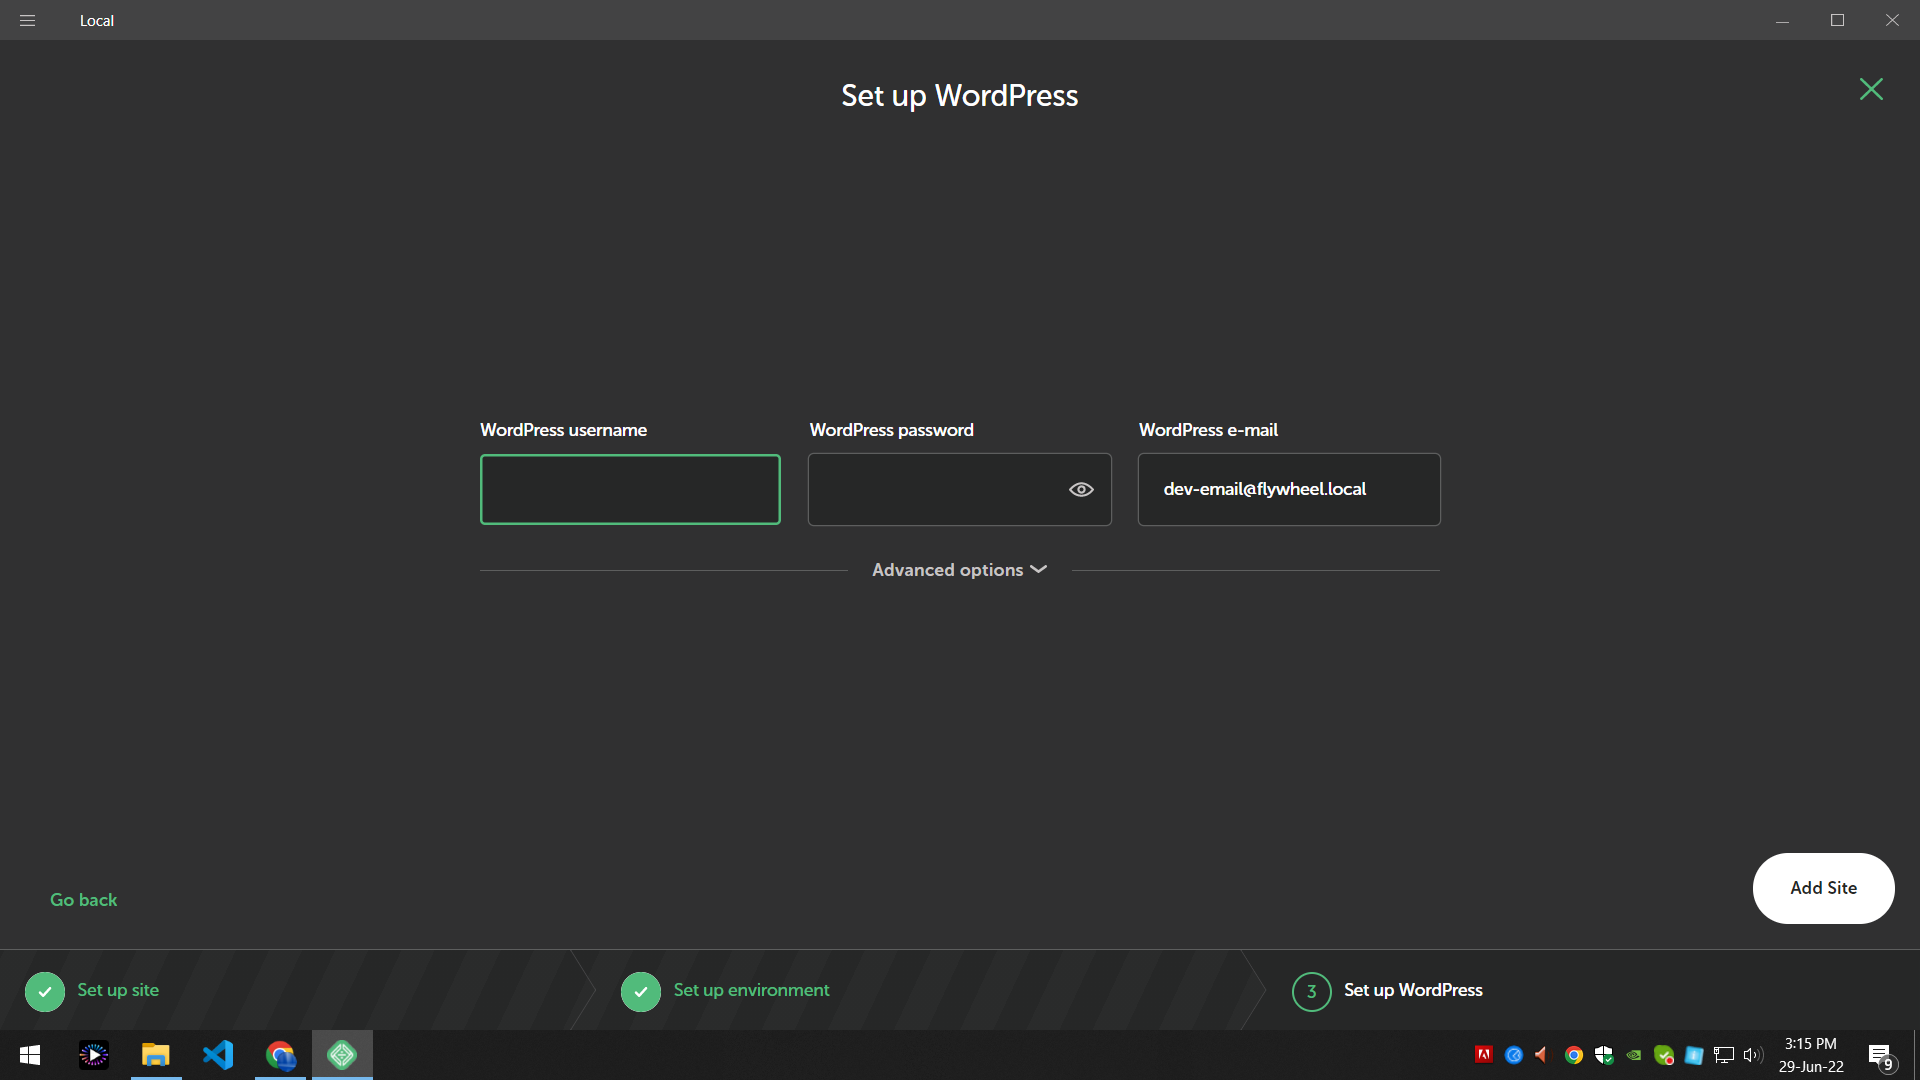 Local
Set up WordPress
WordPress username
WordPress password
WordPress e-mail
dev-email@flywheel.local
Advanced options
Go back
Add Site
Set up site
Set up environment
3
Set up WordPress
3:15 PM
29-Jun-22
9